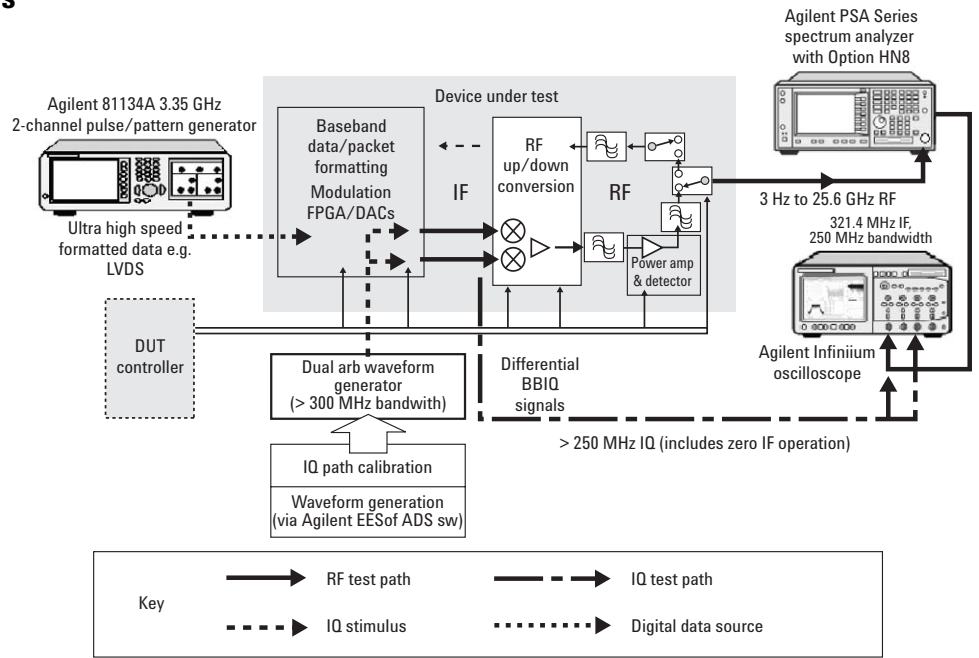 s
Agilent PSA Series
spectrum analyzer
with Option HN8
Agilent 81134A 3.35 GHz
2-channel pulse/pattern generator
Device under test
Baseband
data/packet
formatting
Modulation
FPGA/DACs
IF
RF
up/down
conversion
RF
Power amp
& detector
3 Hz to 25.6 GHz RF
321.4 MHz IF,
250 MHz bandwidth
Ultra high speed
formatted data e.g.
LVDS
DUT
controller
Dual arb waveform
generator
(> 300 MHz bandwith)
Differential
BBIQ
signals
Agilent Infiniium
oscilloscope
> 250 MHz IQ (includes zero IF operation)
IQ path calibration
Waveform generation
(via Agilent EESof ADS sw)
Key
RF test path
IQ test path
IQ stimulus
Digital data source